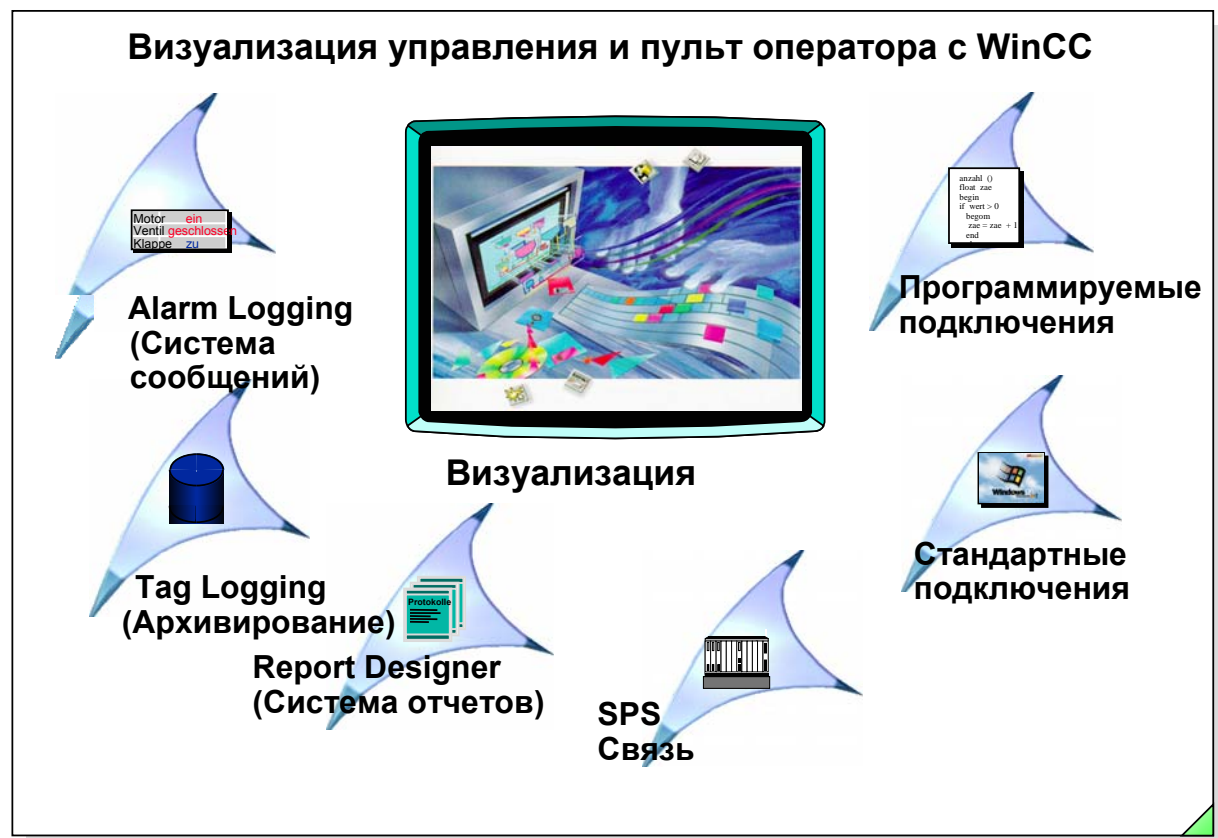 Визуализация управления и пульт оператора с WinCC
Motor ein
Ventil geschlossen
Klappe zu
Alarm Logging
(Система
сообщений)
anzahl ()
float zae
begin
if wert > 0
begom
zae = zae + 1
end
Программируемые
подключения
Визуализация
Windows
Стандартные
подключения
Tag Logging
(Архивирование)
Protokolle
Report Designer
(Система отчетов)
SPS
Связь